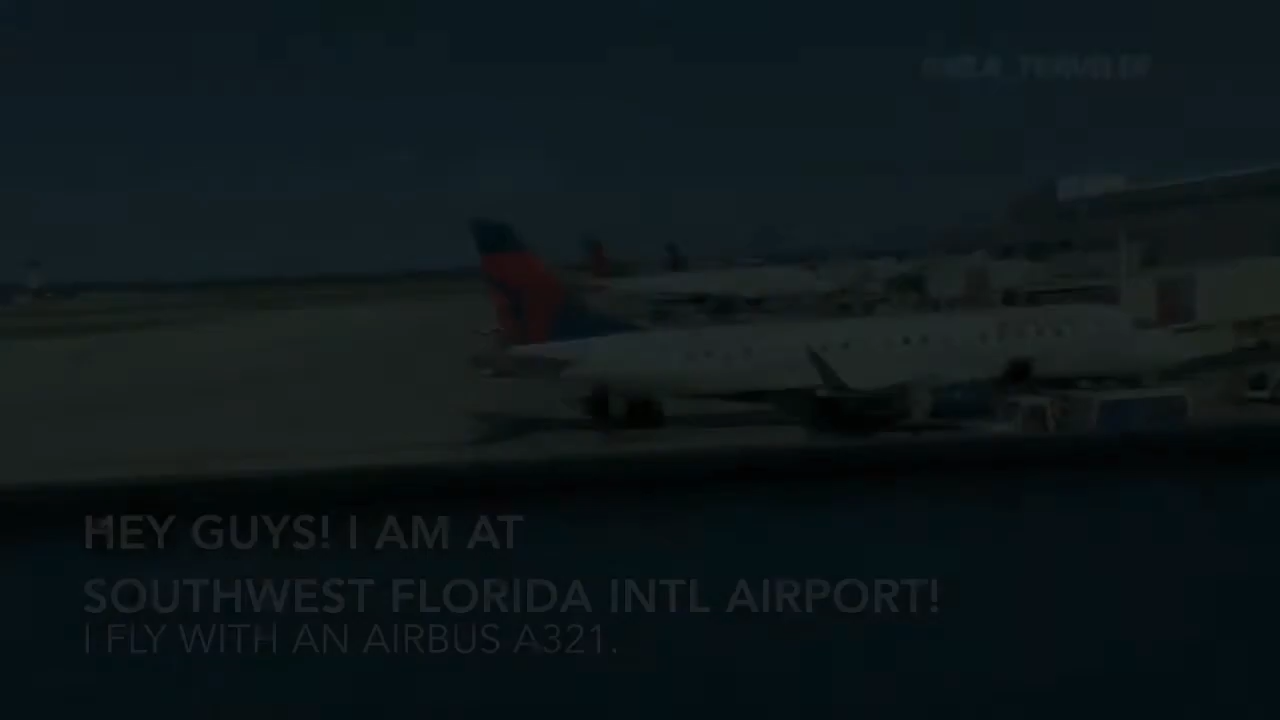 HEY GUYS! I AM AT
SOUTHWEST FLORIDA INTL AIRPORT!
I FLY WITH AN AIRBUS A321.